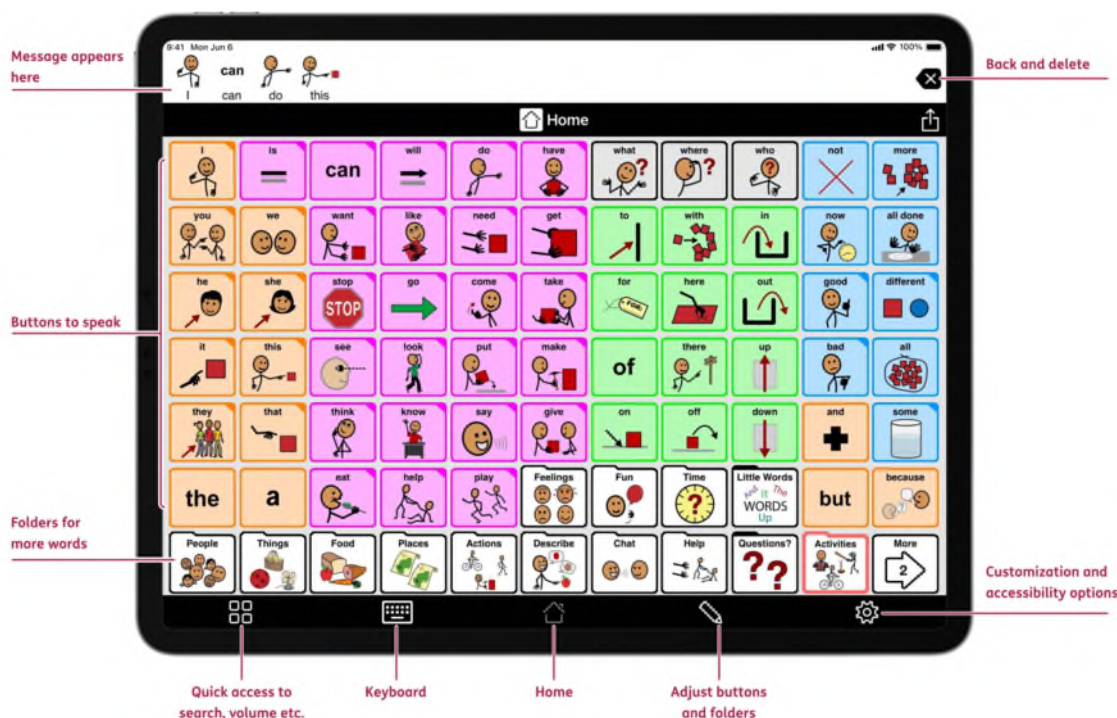 9:41 Mon Jun 6
100%
Message appears
here
can
I can do this
Back and delete
Home
I is can will do have what where who not more
you we want like need get to with in now all done
he she stop go come take for here out good different
STOP
FOR:
Buttons to speak
it this see look put make of there up bad all
they that think know say give on off down and some
the a eat help play Feelings Fun Time Little Words but because
And It The
WORDS
Up
Folders for
more words
People Things Food Places Actions Describe Chat Help Questions? Activities More
2
Customization and
accessibility options
Quick access to
search, volume etc.
Keyboard
Home
Adjust buttons
and folders